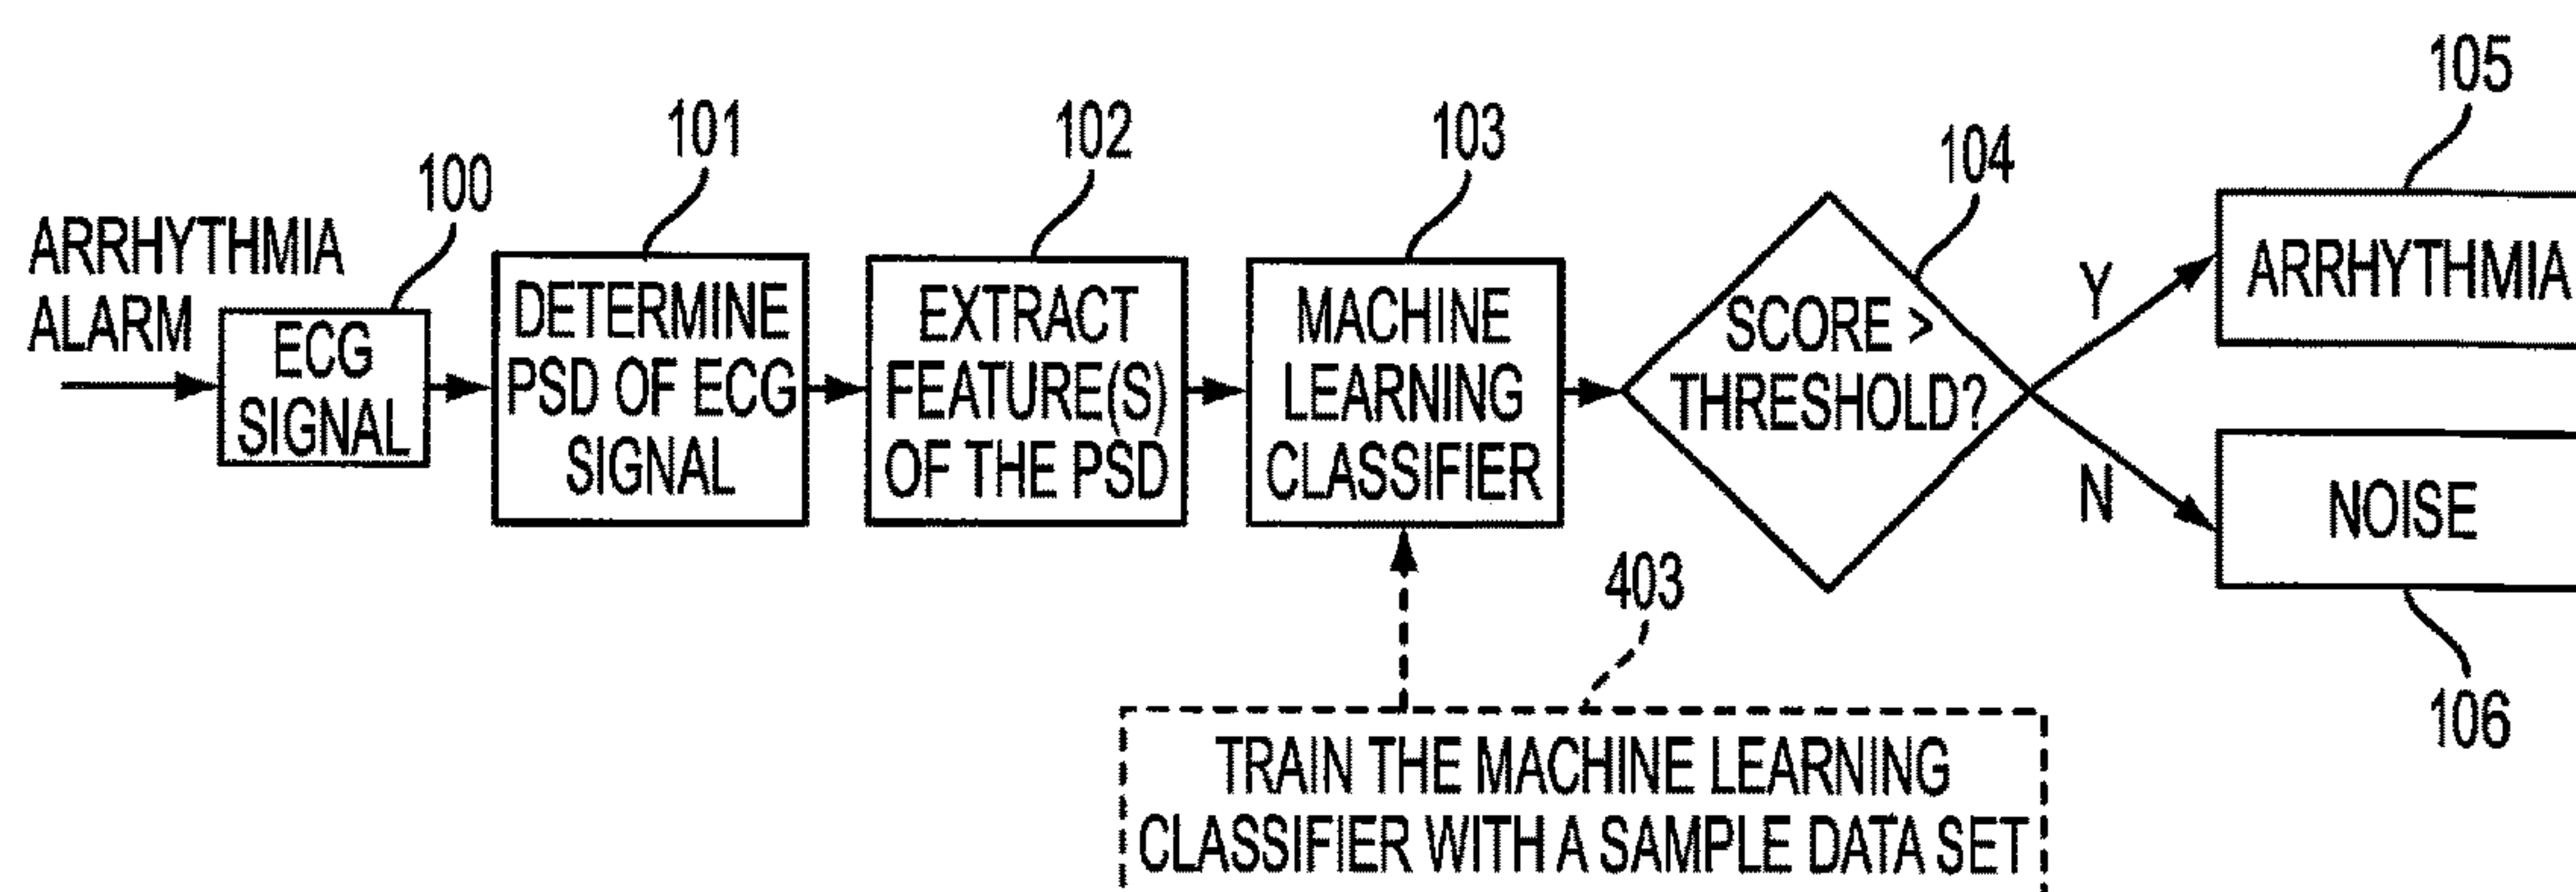 ARRHYTHMIA
ALARM
100
ECG
SIGNAL
101
DETERMINE
PSD OF ECG
SIGNAL
102
EXTRACT
FEATURE(S)
OF THE PSD
103
MACHINE
LEARNING
CLASSIFIER
104
SCORE >
THRESHOLD?
Y
N
105
ARRHYTHMIA
NOISE
106
403
TRAIN THE MACHINE LEARNING
CLASSIFIER WITH A SAMPLE DATA SET